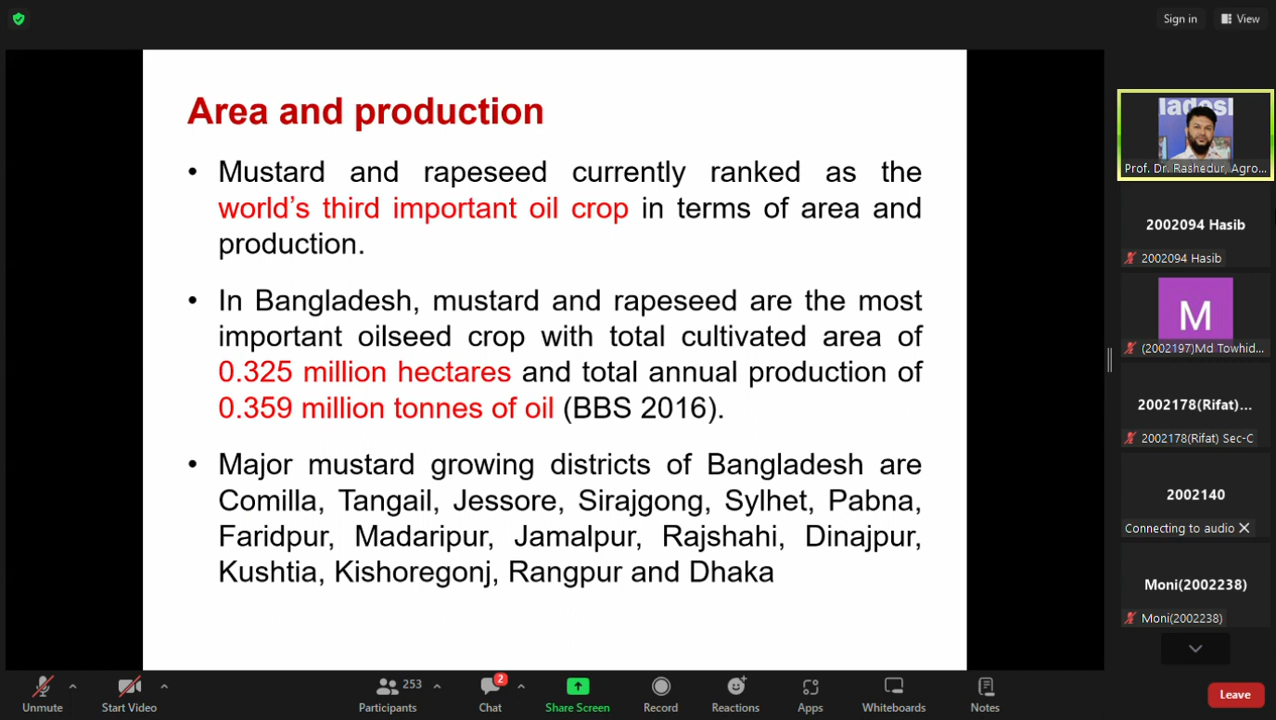 Sign in
View
Area and production
• Mustard and rapeseed currently ranked as the
world's third important oil crop in terms of area and
production.
• In Bangladesh, mustard and rapeseed are the most
important oilseed crop with total cultivated area of
0.325 million hectares and total annual production of
0.359 million tonnes of oil (BBS 2016).
• Major mustard growing districts of Bangladesh are
Comilla, Tangail, Jessore, Sirajgong, Sylhet, Pabna,
Faridpur, Madaripur, Jamalpur, Rajshahi, Dinajpur,
Kushtia, Kishoregonj, Rangpur and Dhaka
ladesl
Prof. Dr. Rashedur, Agro...
2002094 Hasib
2002094 Hasib
M
(2002197)Md Towhid...
2002178(Rifat)...
2002178(Rifat) Sec-C
2002140
Connecting to audio
Moni(2002238)
Moni(2002238)
Unmute
Start Video
253
Participants
2
Chat
Share Screen
Record
Reactions
Apps
Whiteboards
Notes
Leave